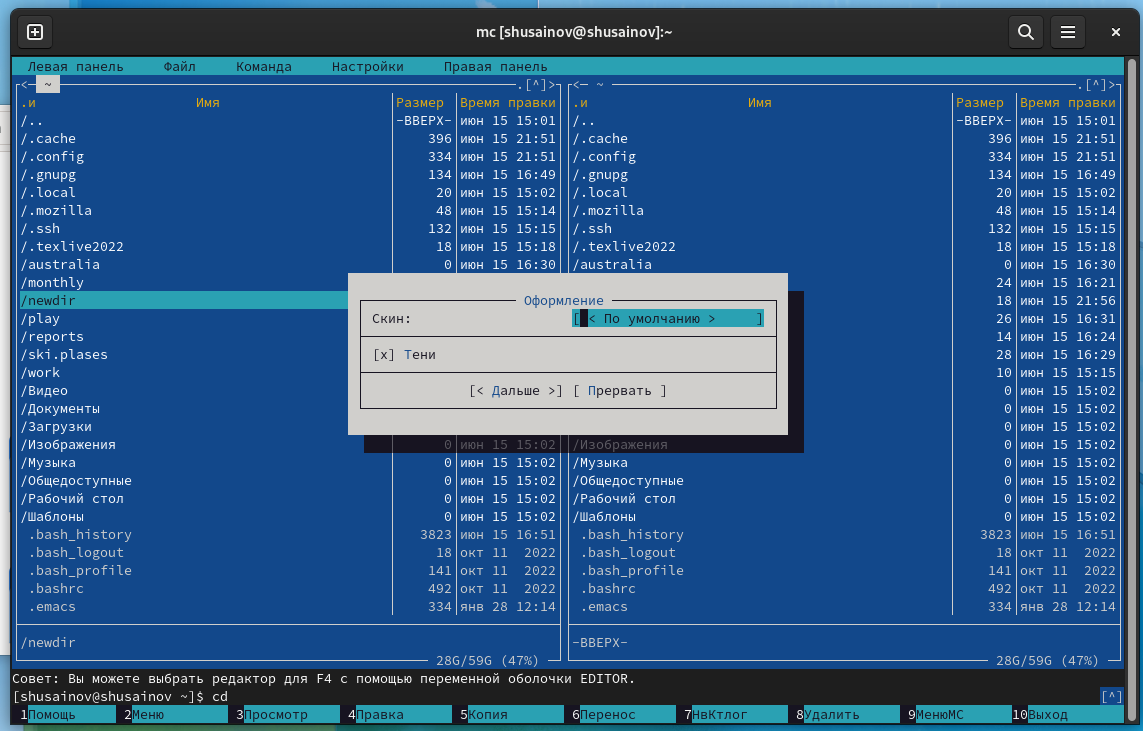 mc [shusainov@shusainov]:~
Левая панель Файл Команда Настройки Правая панель
<─ ~ .[^]> <─ ~ .[^]>
.и Имя Размер Время правки .и Имя Размер Время правки
/.. -ВВЕРХ- июн 15 15:01 /.. -ВВЕРХ- июн 15 15:01
/.cache 396 июн 15 21:51 /.cache 396 июн 15 21:51
/.config 334 июн 15 21:51 /.config 334 июн 15 21:51
/.gnupg 134 июн 15 16:49 /.gnupg 134 июн 15 16:49
/.local 20 июн 15 15:02 /.local 20 июн 15 15:02
/.mozilla 48 июн 15 15:14 /.mozilla 48 июн 15 15:14
/.ssh 132 июн 15 15:15 /.ssh 132 июн 15 15:15
/.texlive2022 18 июн 15 15:18 /.texlive2022 18 июн 15 15:18
/australia 0 июн 15 16:30 /australia 0 июн 15 16:30
/monthly 24 июн 15 16:21
/newdir Оформление 18 июн 15 21:56
/play Скин: [ < По умолчанию > ] 26 июн 15 16:31
/reports 14 июн 15 16:24
/ski.plases [x] Тени 28 июн 15 16:29
/work 10 июн 15 15:15
/Видео [< Дальше >] [ Прервать ] 0 июн 15 15:02
/Документы 0 июн 15 15:02
/Загрузки 0 июн 15 15:02
/Изображения 0 июн 15 15:02 /Изображения 0 июн 15 15:02
/Музыка 0 июн 15 15:02 /Музыка 0 июн 15 15:02
/Общедоступные 0 июн 15 15:02 /Общедоступные 0 июн 15 15:02
/Рабочий стол 0 июн 15 15:02 /Рабочий стол 0 июн 15 15:02
/Шаблоны 0 июн 15 15:02 /Шаблоны 0 июн 15 15:02
.bash_history 3823 июн 15 16:51 .bash_history 3823 июн 15 16:51
.bash_logout 18 окт 11 2022 .bash_logout 18 окт 11 2022
.bash_profile 141 окт 11 2022 .bash_profile 141 окт 11 2022
.bashrc 492 окт 11 2022 .bashrc 492 окт 11 2022
.emacs 334 янв 28 12:14 .emacs 334 янв 28 12:14
/newdir -ВВЕРХ-
28G/59G (47%) 28G/59G (47%)
Совет: Вы можете выбрать редактор для F4 с помощью переменной оболочки EDITOR.
[shusainov@shusainov ~]$ cd [^]
1Помощь 2Меню 3Просмотр 4Правка 5Копия 6Перенос 7НвКтлог 8Удалить 9МенюМС 10Выход